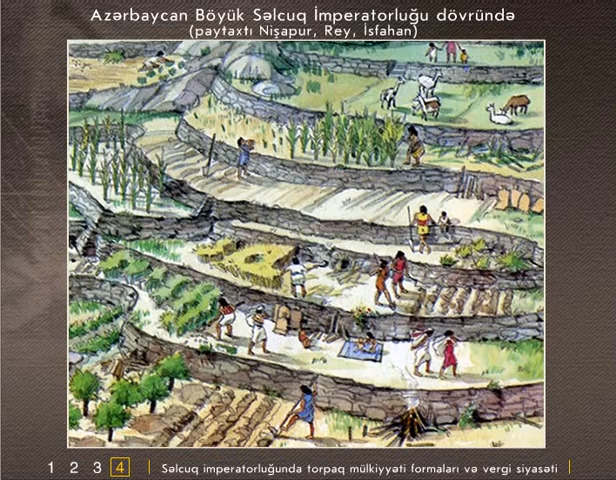 Azərbaycan Böyük Səlcuq İmperatorluğu dövründə
(paytaxtı Nişapur, Rey, İsfahan)
1 2 3 4 | Səlcuq imperatorluğunda torpaq mülkiyyəti formaları və vergi siyasəti |